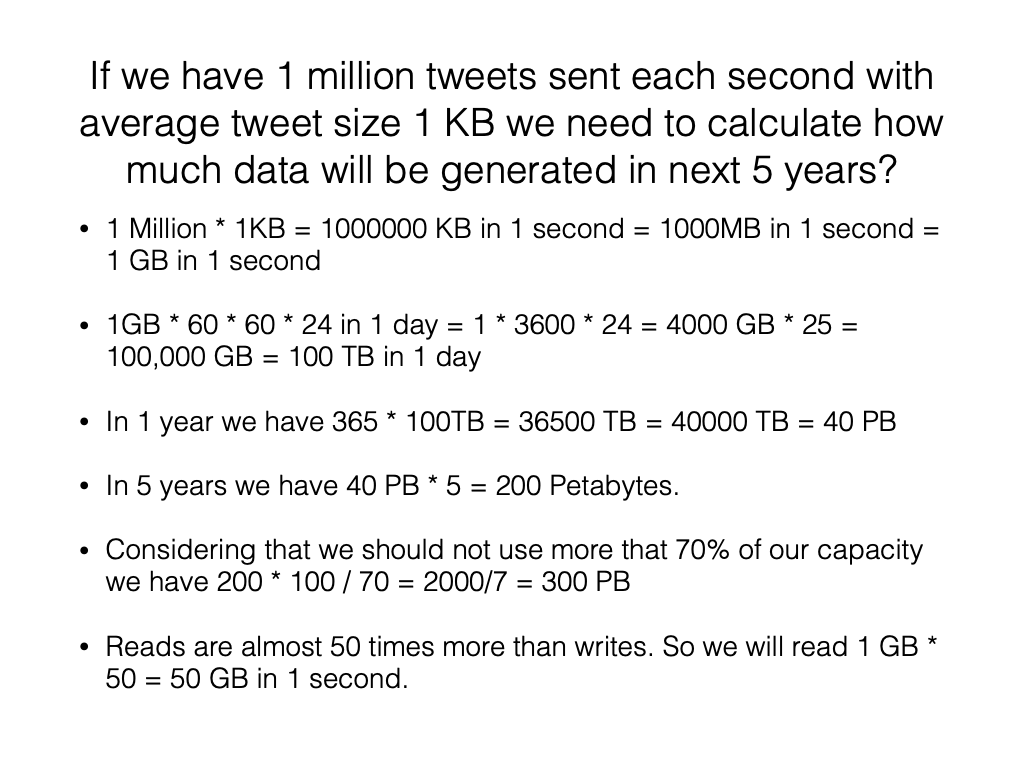 If we have 1 million tweets sent each second with
average tweet size 1 KB we need to calculate how
much data will be generated in next 5 years?
• 1 Million * 1KB = 1000000 KB in 1 second = 1000MB in 1 second =
1 GB in 1 second
• 1GB * 60 * 60 * 24 in 1 day = 1 * 3600 * 24 = 4000 GB * 25 =
100,000 GB = 100 TB in 1 day
• In 1 year we have 365 * 100TB = 36500 TB = 40000 TB = 40 PB
• In 5 years we have 40 PB * 5 = 200 Petabytes.
• Considering that we should not use more that 70% of our capacity
we have 200 * 100 / 70 = 2000/7 = 300 PB
• Reads are almost 50 times more than writes. So we will read 1 GB *
50 = 50 GB in 1 second.